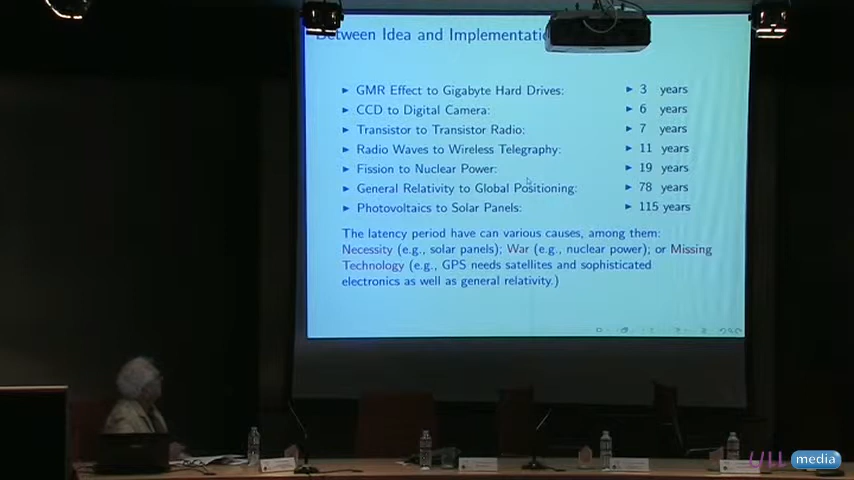 Between Idea and Implementatio
▶ GMR Effect to Gigabyte Hard Drives: ▶ 3 years
▶ CCD to Digital Camera: ▶ 6 years
▶ Transistor to Transistor Radio: ▶ 7 years
▶ Radio Waves to Wireless Telegraphy: ▶ 11 years
▶ Fission to Nuclear Power: ▶ 19 years
▶ General Relativity to Global Positioning: ▶ 78 years
▶ Photovoltaics to Solar Panels: ▶ 115 years
The latency period have can various causes, among them:
Necessity (e.g., solar panels); War (e.g., nuclear power); or Missing
Technology (e.g., GPS needs satellites and sophisticated
electronics as well as general relativity.)
ULL media